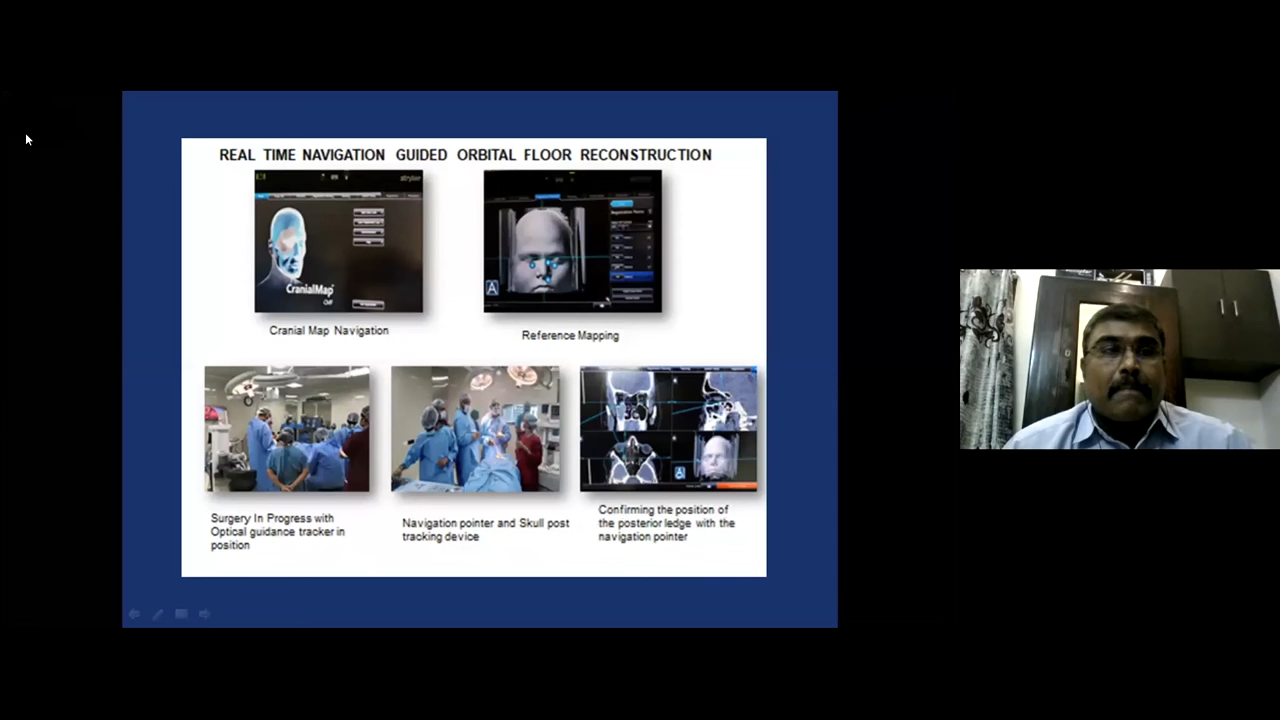 REAL TIME NAVIGATION GUIDED ORBITAL FLOOR RECONSTRUCTION
stryker
CranialMap
CMF
A
Cranial Map Navigation
Reference Mapping
Surgery In Progress with
Optical guidance tracker in
position
Navigation pointer and Skull post
tracking device
Confirming the position of
the posterior ledge with the
navigation pointer